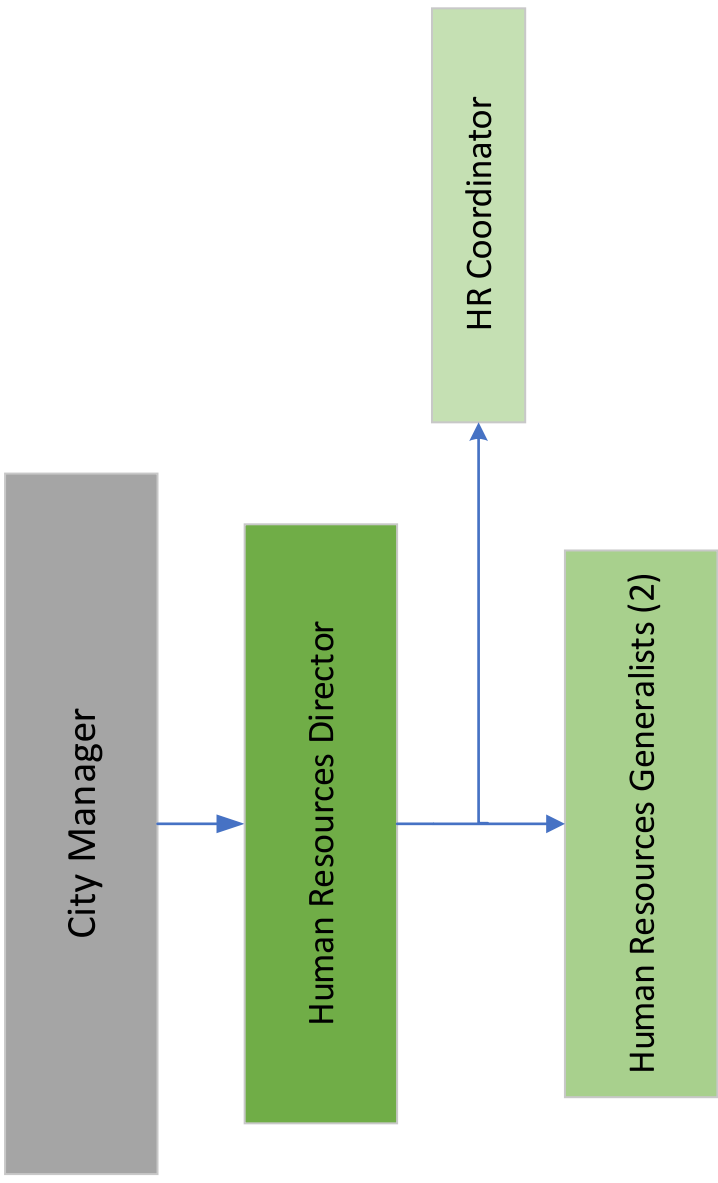 City Manager
Human Resources Director
HR Coordinator
Human Resources Generalists (2)